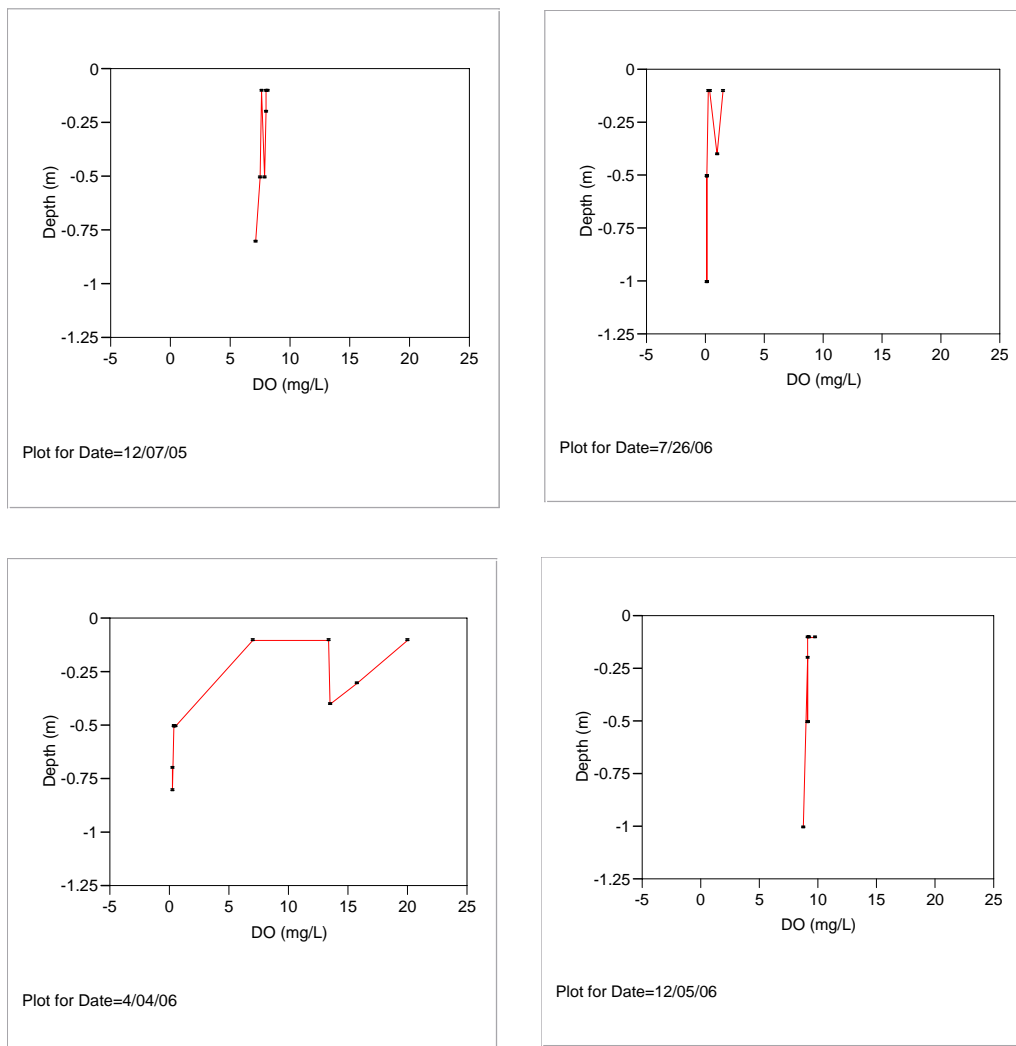 0
-0.25
-0.5
-0.75
-1
-1.25
Depth (m)
-5 0 5 10 15 20 25
DO (mg/L)
Plot for Date=12/07/05
0
-0.25
-0.5
-0.75
-1
-1.25
Depth (m)
-5 0 5 10 15 20 25
DO (mg/L)
Plot for Date=7/26/06
0
-0.25
-0.5
-0.75
-1
-1.25
Depth (m)
-5 0 5 10 15 20 25
DO (mg/L)
Plot for Date=4/04/06
0
-0.25
-0.5
-0.75
-1
-1.25
Depth (m)
-5 0 5 10 15 20 25
DO (mg/L)
Plot for Date=12/05/06